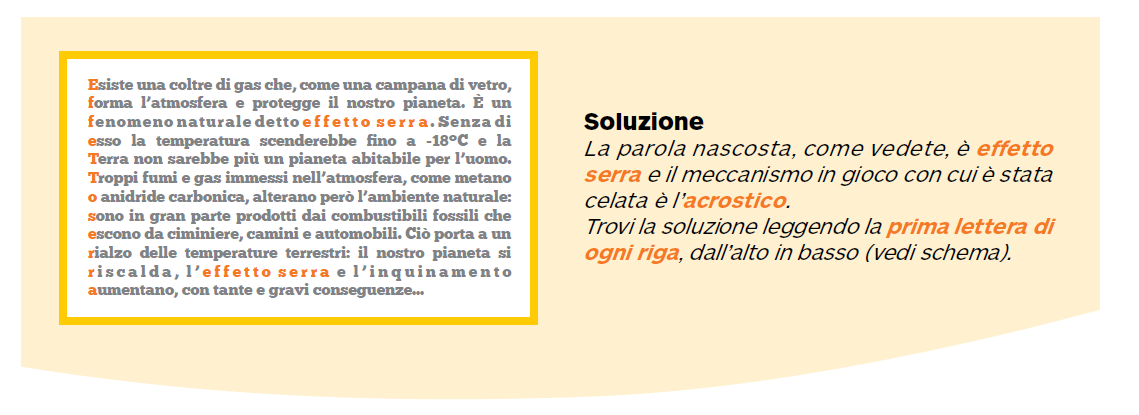 Esiste una coltre di gas che, come una campana di vetro,
forma l'atmosfera e protegge il nostro pianeta. È un
fenomeno naturale detto effetto serra. Senza di
esso la temperatura scenderebbe fino a -18°C e la
Terra non sarebbe più un pianeta abitabile per l'uomo.
Troppi fumi e gas immessi nell'atmosfera, come metano
o anidride carbonica, alterano però l'ambiente naturale:
sono in gran parte prodotti dai combustibili fossili che
escono da ciminiere, camini e automobili. Ciò porta a un
rialzo delle temperature terrestri: il nostro pianeta si
riscalda, l'effetto serra e l'inquinamento
aumentano, con tante e gravi conseguenze...
Soluzione
La parola nascosta, come vedete, è effetto
serra e il meccanismo in gioco con cui è stata
celata è l'acrostico.
Trovi la soluzione leggendo la prima lettera di
ogni riga, dall'alto in basso (vedi schema).